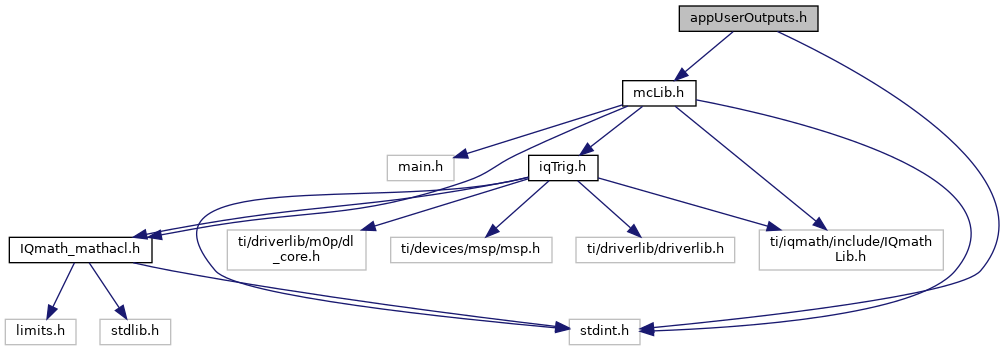 appUserOutputs.h
mcLib.h
main.h
iqTrig.h
IQmath_mathacl.h
ti/driverlib/m0p/dl
_core.h
ti/devices/msp/msp.h
ti/driverlib/driverlib.h
ti/iqmath/include/IQmath
Lib.h
limits.h
stdlib.h
stdint.h